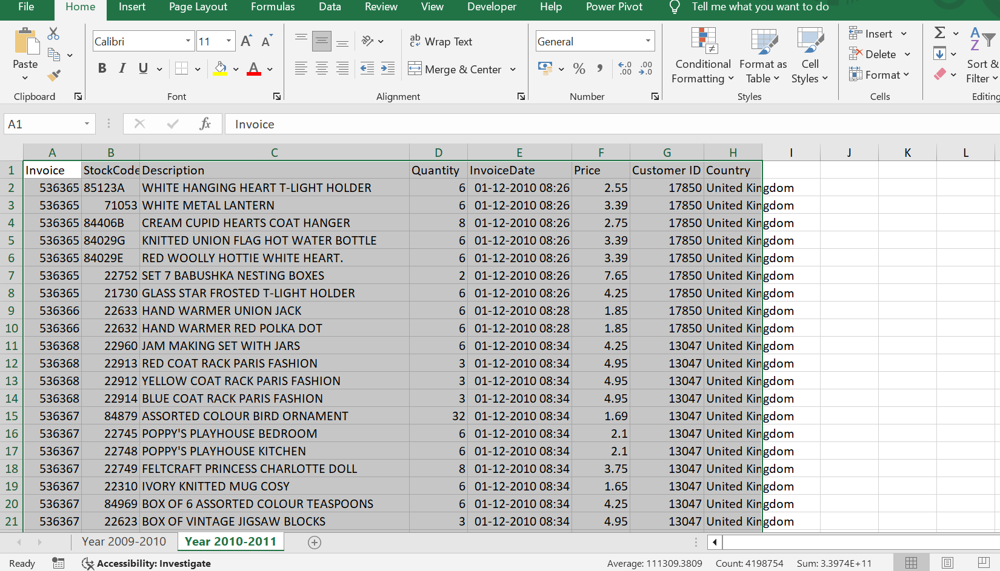 File Home Insert Page Layout Formulas Data Review View Developer Help Power Pivot Tell me what you want to do
Calibri 11 ab Wrap Text General Insert
Paste Delete
B I U A Merge & Center % Conditional Formatting Format as Table Cell Styles Format Sort & Filter
Clipboard Font Alignment Number Styles Cells Editing
A1 fx Invoice
A B C D E F G H I J K L
1 Invoice StockCode Description Quantity InvoiceDate Price Customer ID Country
2 536365 85123A WHITE HANGING HEART T-LIGHT HOLDER 6 01-12-2010 08:26 2.55 17850 United Kingdom
3 536365 71053 WHITE METAL LANTERN 6 01-12-2010 08:26 3.39 17850 United Kingdom
4 536365 84406B CREAM CUPID HEARTS COAT HANGER 8 01-12-2010 08:26 2.75 17850 United Kingdom
5 536365 84029G KNITTED UNION FLAG HOT WATER BOTTLE 6 01-12-2010 08:26 3.39 17850 United Kingdom
6 536365 84029E RED WOOLLY HOTTIE WHITE HEART. 6 01-12-2010 08:26 3.39 17850 United Kingdom
7 536365 22752 SET 7 BABUSHKA NESTING BOXES 2 01-12-2010 08:26 7.65 17850 United Kingdom
8 536365 21730 GLASS STAR FROSTED T-LIGHT HOLDER 6 01-12-2010 08:26 4.25 17850 United Kingdom
9 536366 22633 HAND WARMER UNION JACK 6 01-12-2010 08:28 1.85 17850 United Kingdom
10 536366 22632 HAND WARMER RED POLKA DOT 6 01-12-2010 08:28 1.85 17850 United Kingdom
11 536368 22960 JAM MAKING SET WITH JARS 6 01-12-2010 08:34 4.25 13047 United Kingdom
12 536368 22913 RED COAT RACK PARIS FASHION 3 01-12-2010 08:34 4.95 13047 United Kingdom
13 536368 22912 YELLOW COAT RACK PARIS FASHION 3 01-12-2010 08:34 4.95 13047 United Kingdom
14 536368 22914 BLUE COAT RACK PARIS FASHION 3 01-12-2010 08:34 4.95 13047 United Kingdom
15 536367 84879 ASSORTED COLOUR BIRD ORNAMENT 32 01-12-2010 08:34 1.69 13047 United Kingdom
16 536367 22745 POPPY'S PLAYHOUSE BEDROOM 6 01-12-2010 08:34 2.1 13047 United Kingdom
17 536367 22748 POPPY'S PLAYHOUSE KITCHEN 6 01-12-2010 08:34 2.1 13047 United Kingdom
18 536367 22749 FELTCRAFT PRINCESS CHARLOTTE DOLL 8 01-12-2010 08:34 3.75 13047 United Kingdom
19 536367 22310 IVORY KNITTED MUG COSY 6 01-12-2010 08:34 1.65 13047 United Kingdom
20 536367 84969 BOX OF 6 ASSORTED COLOUR TEASPOONS 6 01-12-2010 08:34 4.25 13047 United Kingdom
21 536367 22623 BOX OF VINTAGE JIGSAW BLOCKS 3 01-12-2010 08:34 4.95 13047 United Kingdom
Year 2009-2010 Year 2010-2011
Ready Accessibility: Investigate Average: 111309.3809 Count: 4198754 Sum: 3.3974E+11